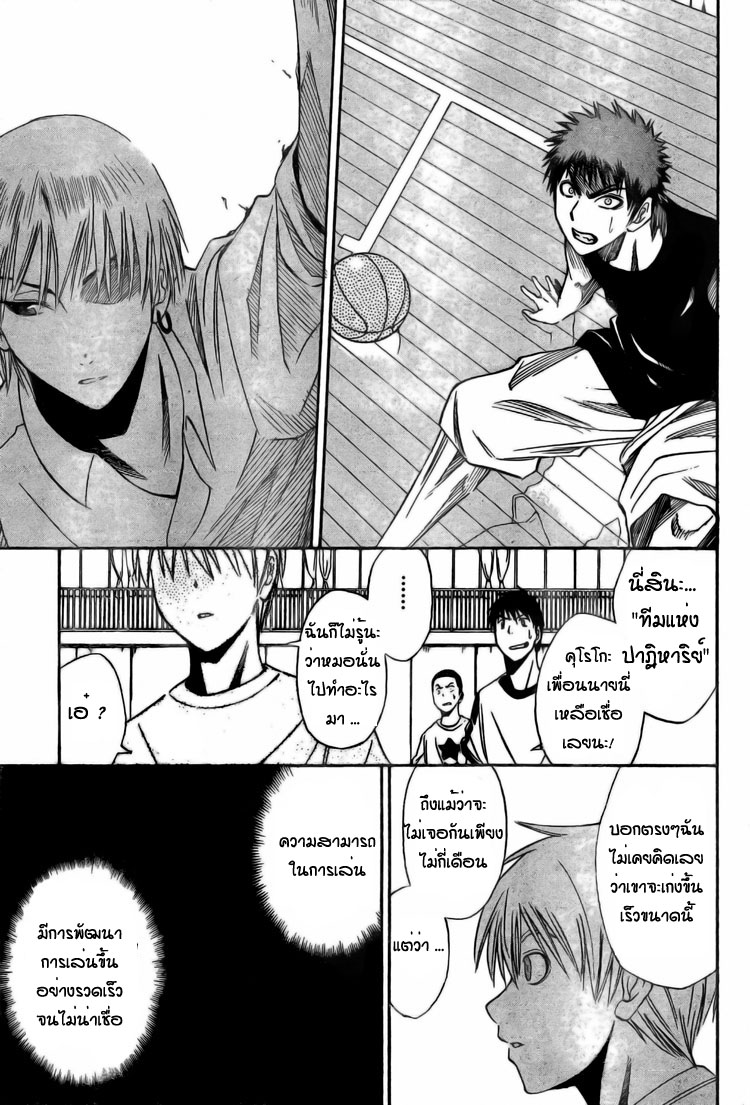 นี่สินะ...
"ทีมแห่ง
ปาฏิหาริย์"
คุโรโกะ
เพื่อนนายนี่
เหลือเชื่อ
เลยนะ!
.......
ฉันก็ไม่รู้นะ
ว่าหมอนั่น
ไปทำอะไร
มา ...
เอ๋ ?
บอกตรงๆฉัน
ไม่เคยคิดเลย
ว่าเขาจะเก่งขึ้น
เร็วขนาดนี้
ถึงแม้ว่าจะ
ไม่เจอกันเพียง
ไม่กี่เดือน
แต่ว่า ...
ความสามารถ
ในการเล่น
มีการพัฒนา
การเล่นขึ้น
อย่างรวดเร็ว
จนไม่น่าเชื่อ